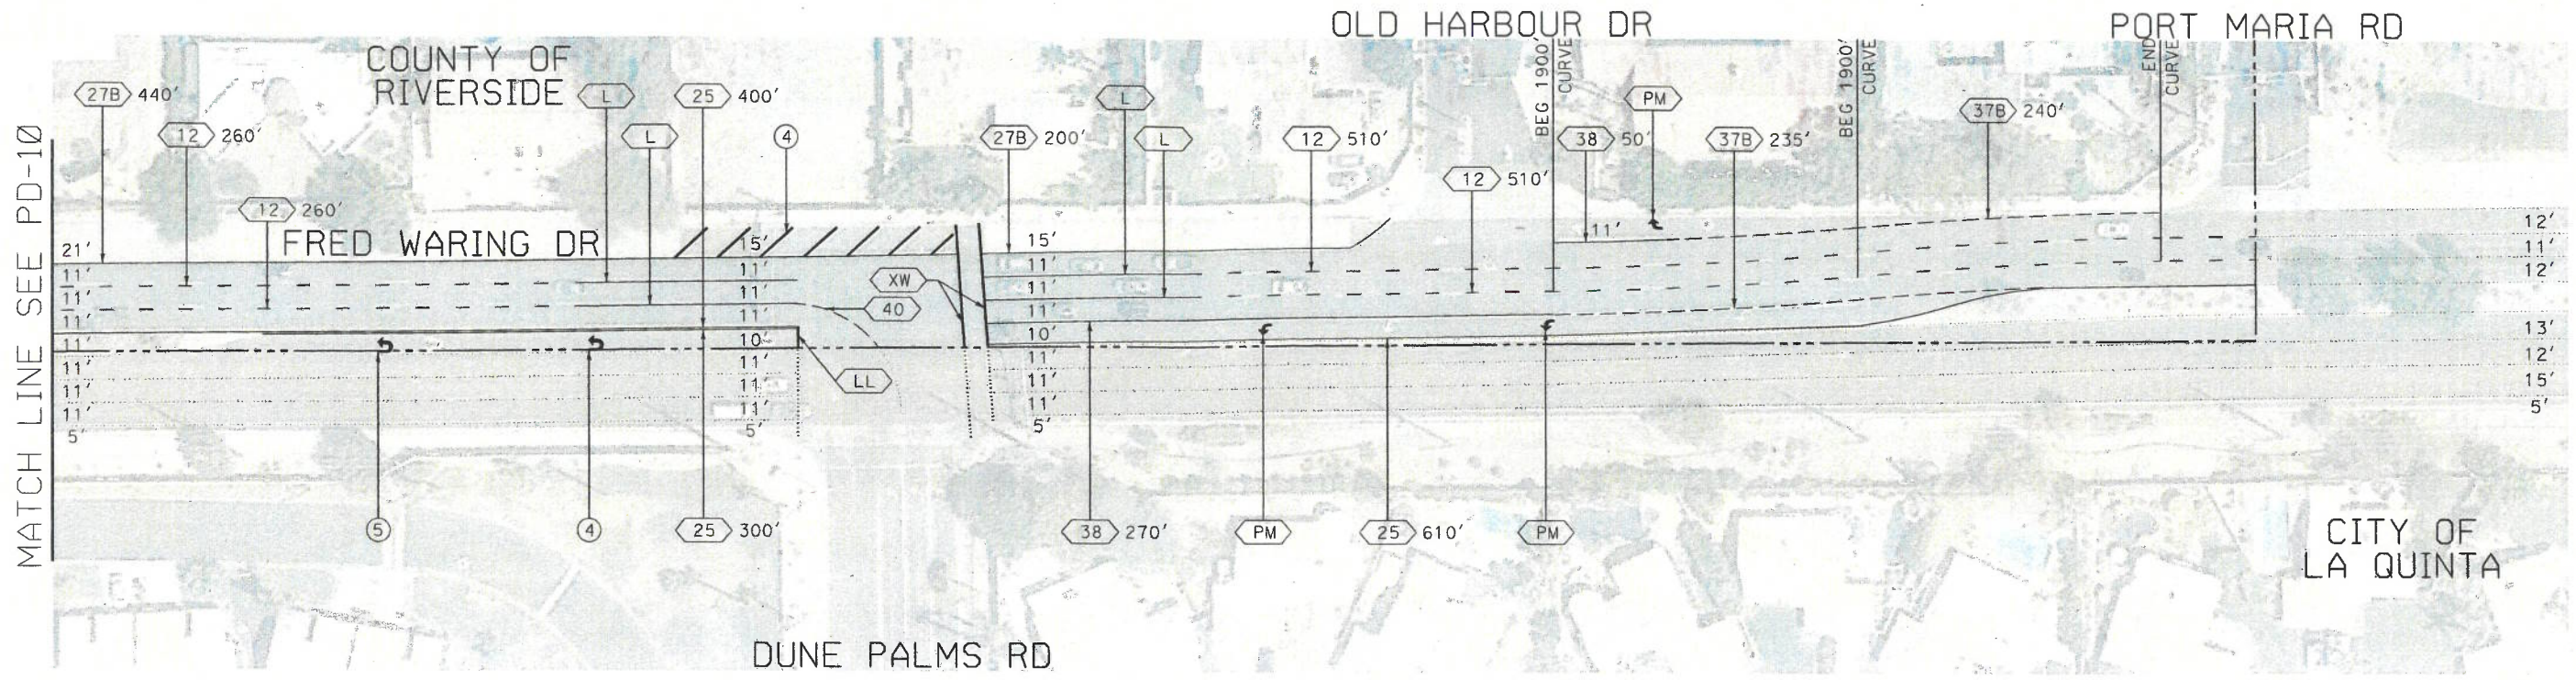 OLD HARBOUR DR
PORT MARIA RD
COUNTY OF
RIVERSIDE
BEG 1900'
CURVE
BEG 1900'
CURVE
END
CURVE
27B 440'
L
25 400'
L
PM
37B 240'
12 260'
L
4
27B 200'
L
12 510'
38 50'
37B 235'
12 510'
12 260'
MATCH LINE SEE PD-10
FRED WARING DR
21'
11'
11'
11'
11'
11'
11'
11'
5'
15'
11'
11'
11'
10'
11'
11'
11'
5'
XW
40
LL
15'
11'
11'
11'
10'
11'
11'
11'
5'
11'
12'
11'
12'
13'
12'
15'
5'
5
4
25 300'
38 270'
PM
25 610'
PM
CITY OF
LA QUINTA
DUNE PALMS RD